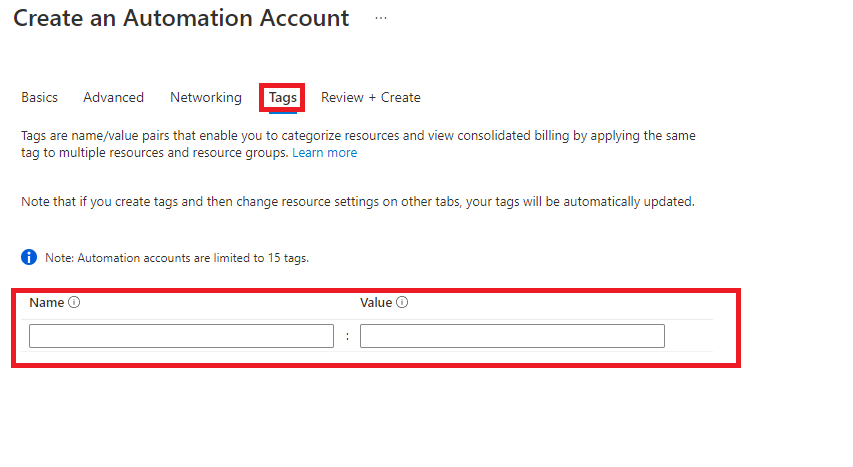 Create an Automation Account ...
Basics Advanced Networking Tags Review + Create
Tags are name/value pairs that enable you to categorize resources and view consolidated billing by applying the same
tag to multiple resources and resource groups. Learn more
Note that if you create tags and then change resource settings on other tabs, your tags will be automatically updated.
Note: Automation accounts are limited to 15 tags.
Name Value
: